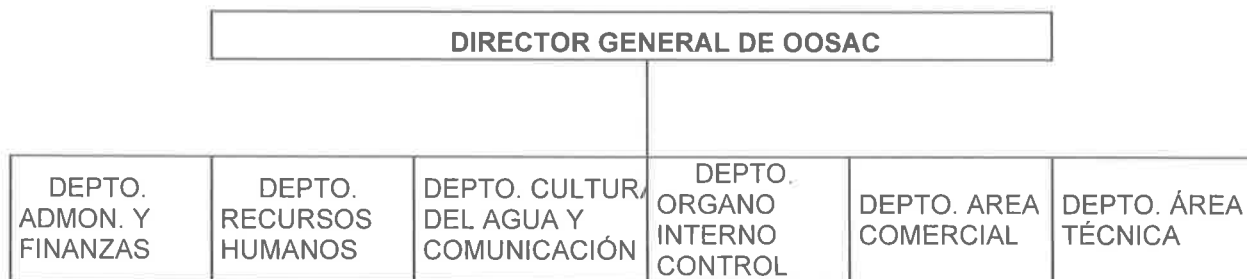 DIRECTOR GENERAL DE OOSAC
DEPTO.
ADMON. Y
FINANZAS
DEPTO.
RECURSOS
HUMANOS
DEPTO. CULTURA
DEL AGUA Y
COMUNICACIÓN
DEPTO.
ORGANO
INTERNO
CONTROL
DEPTO. AREA
COMERCIAL
DEPTO. ÁREA
TÉCNICA